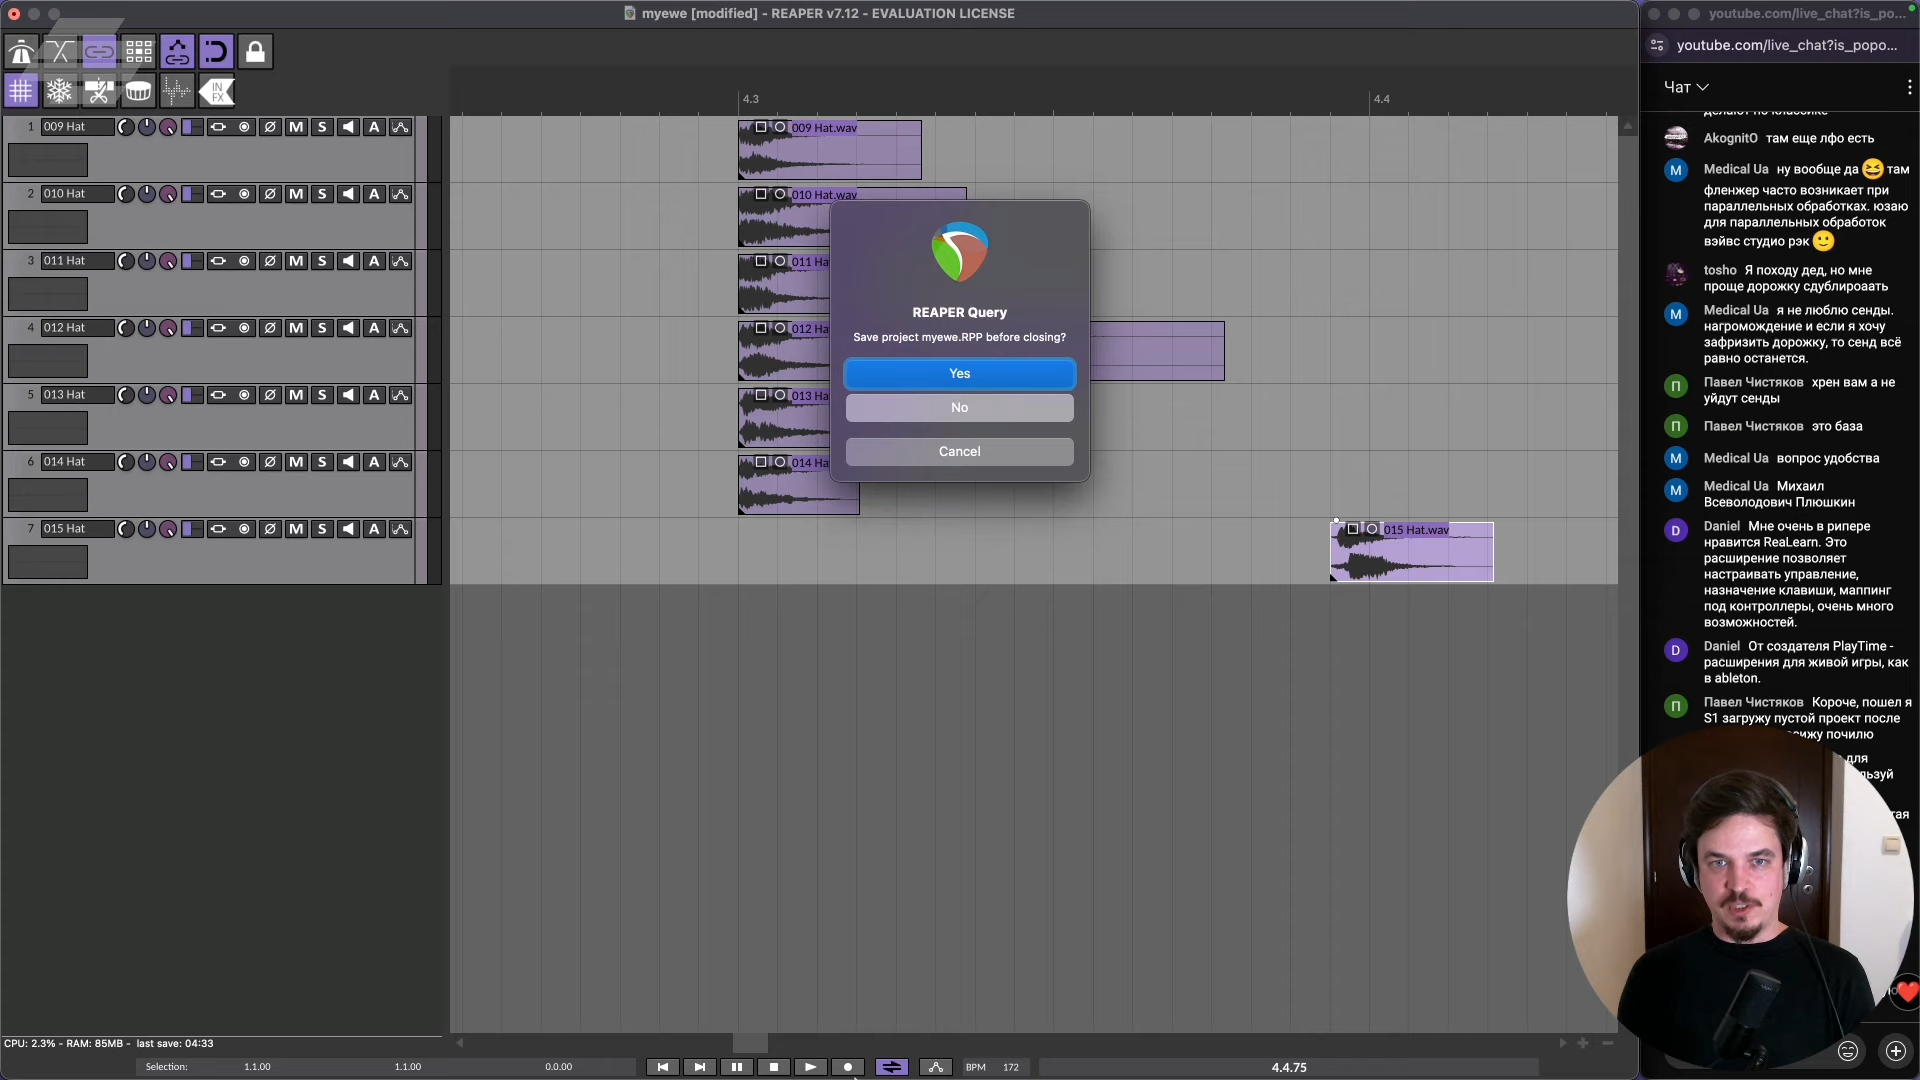 myewe [modified] - REAPER v7.12 - EVALUATION LICENSE
youtube.com/live_chat?is_po...
youtube.com/live_chat?is_popo...
IN
FX
4.3
4.4
Чат
1 009 Hat M S A
009 Hat.wav
2 010 Hat M S A
010 Hat.wav
3 011 Hat M S A
011 Ha
4 012 Hat M S A
012 Ha
5 013 Hat M S A
013 Ha
6 014 Hat M S A
014 Ha
7 015 Hat M S A
015 Hat.wav
REAPER Query
Save project myewe.RPP before closing?
Yes
No
Cancel
AkognitO там еще лфо есть
M
Medical Ua ну вообще да там
фленжер часто возникает при
параллельных обработках. юзаю
для параллельных обработок
вэйвс студио рэк
tosho Я походу дед, но мне
проще дорожку сдублироаать
M
Medical Ua я не люблю сенды.
нагромождение и если я хочу
зафризить дорожку, то сенд всё
равно останется.
П
Павел Чистяков хрен вам а не
уйдут сенды
П
Павел Чистяков это база
M
Medical Ua вопрос удобства
M
Medical Ua Михаил
Всеволодович Плюшкин
D
Daniel Мне очень в рипере
нравится ReaLearn. Это
расширение позволяет
настраивать управление,
назначение клавиши, маппинг
под контроллеры, очень много
возможностей.
D
Daniel От создателя PlayTime -
расширения для живой игры, как
в ableton.
П
Павел Чистяков Короче, пошел я
S1 загружу пустой проект после
сижу почилю
для
CPU: 2.3% - RAM: 85MB - last save: 04:33
Selection: 1.1.00 1.1.00 0.0.00
BPM 172
4.4.75